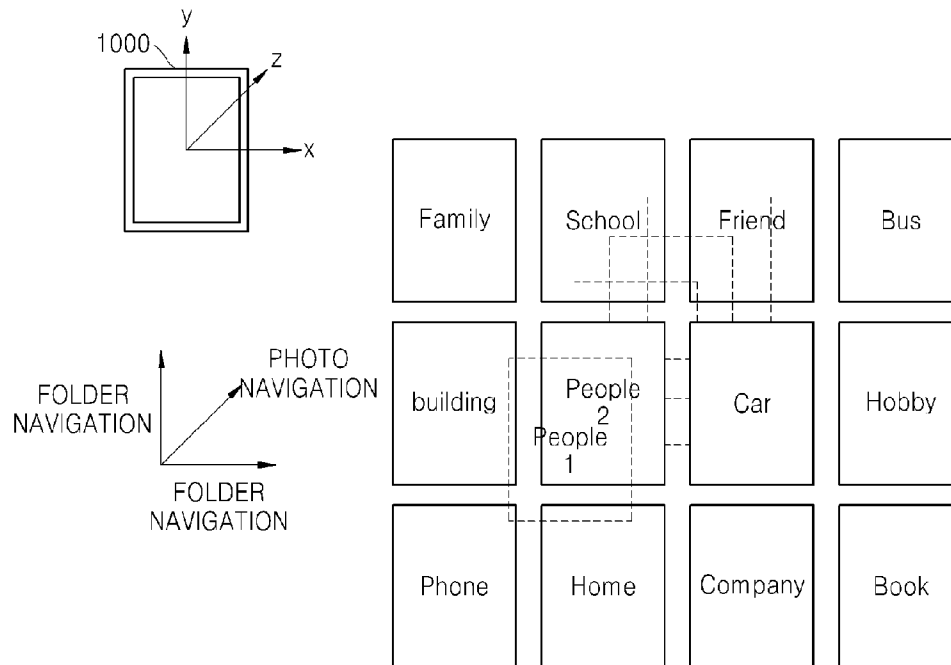 y
1000
z
x
Family
School
Friend
Bus
PHOTO
NAVIGATION
FOLDER
NAVIGATION
FOLDER
NAVIGATION
building
People
2
People
1
Car
Hobby
Phone
Home
Company
Book